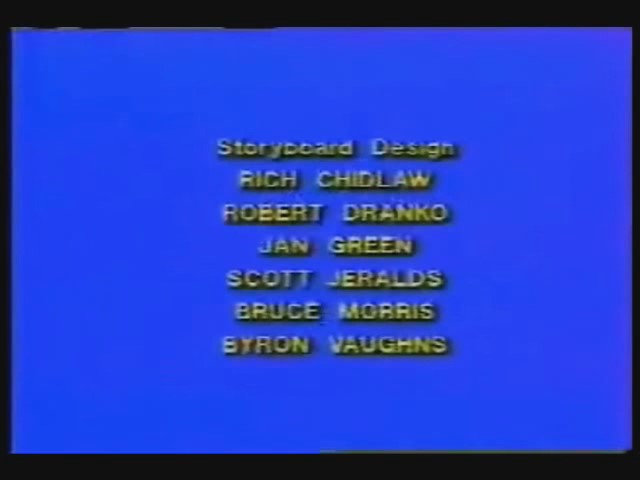 Storyboard Design
RICH CHIDLAW
ROBERT DRANKO
JAN GREEN
SCOTT JERALDS
BRUCE MORRIS
BYRON VAUGHNS